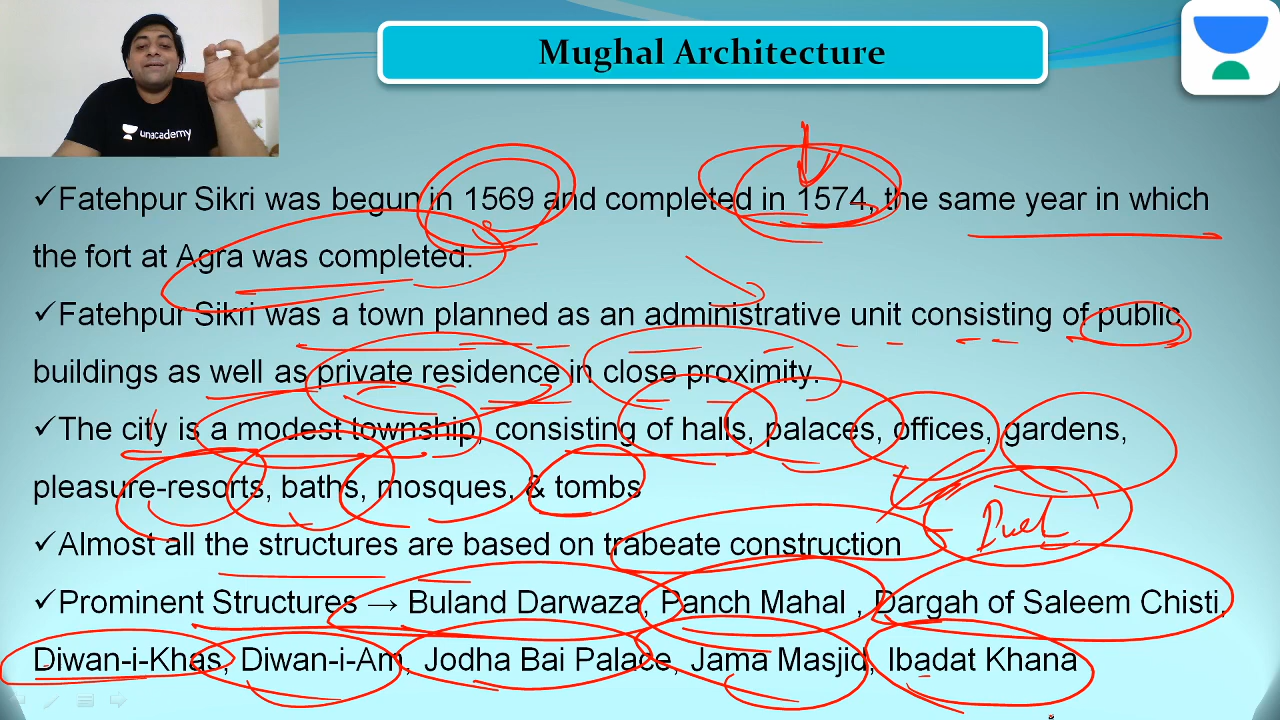 Mughal Architecture
unacademy
✓Fatehpur Sikri was begun in 1569 and completed in 1574, the same year in which
the fort at Agra was completed.
✓Fatehpur Sikri was a town planned as an administrative unit consisting of public
buildings as well as private residence in close proximity.
✓The city is a modest township, consisting of halls, palaces, offices, gardens,
pleasure-resorts, baths, mosques, & tombs
✓Almost all the structures are based on trabeate construction
✓Prominent Structures → Buland Darwaza, Panch Mahal , Dargah of Saleem Chisti,
Diwan-i-Khas, Diwan-i-Am, Jodha Bai Palace, Jama Masjid, Ibadat Khana